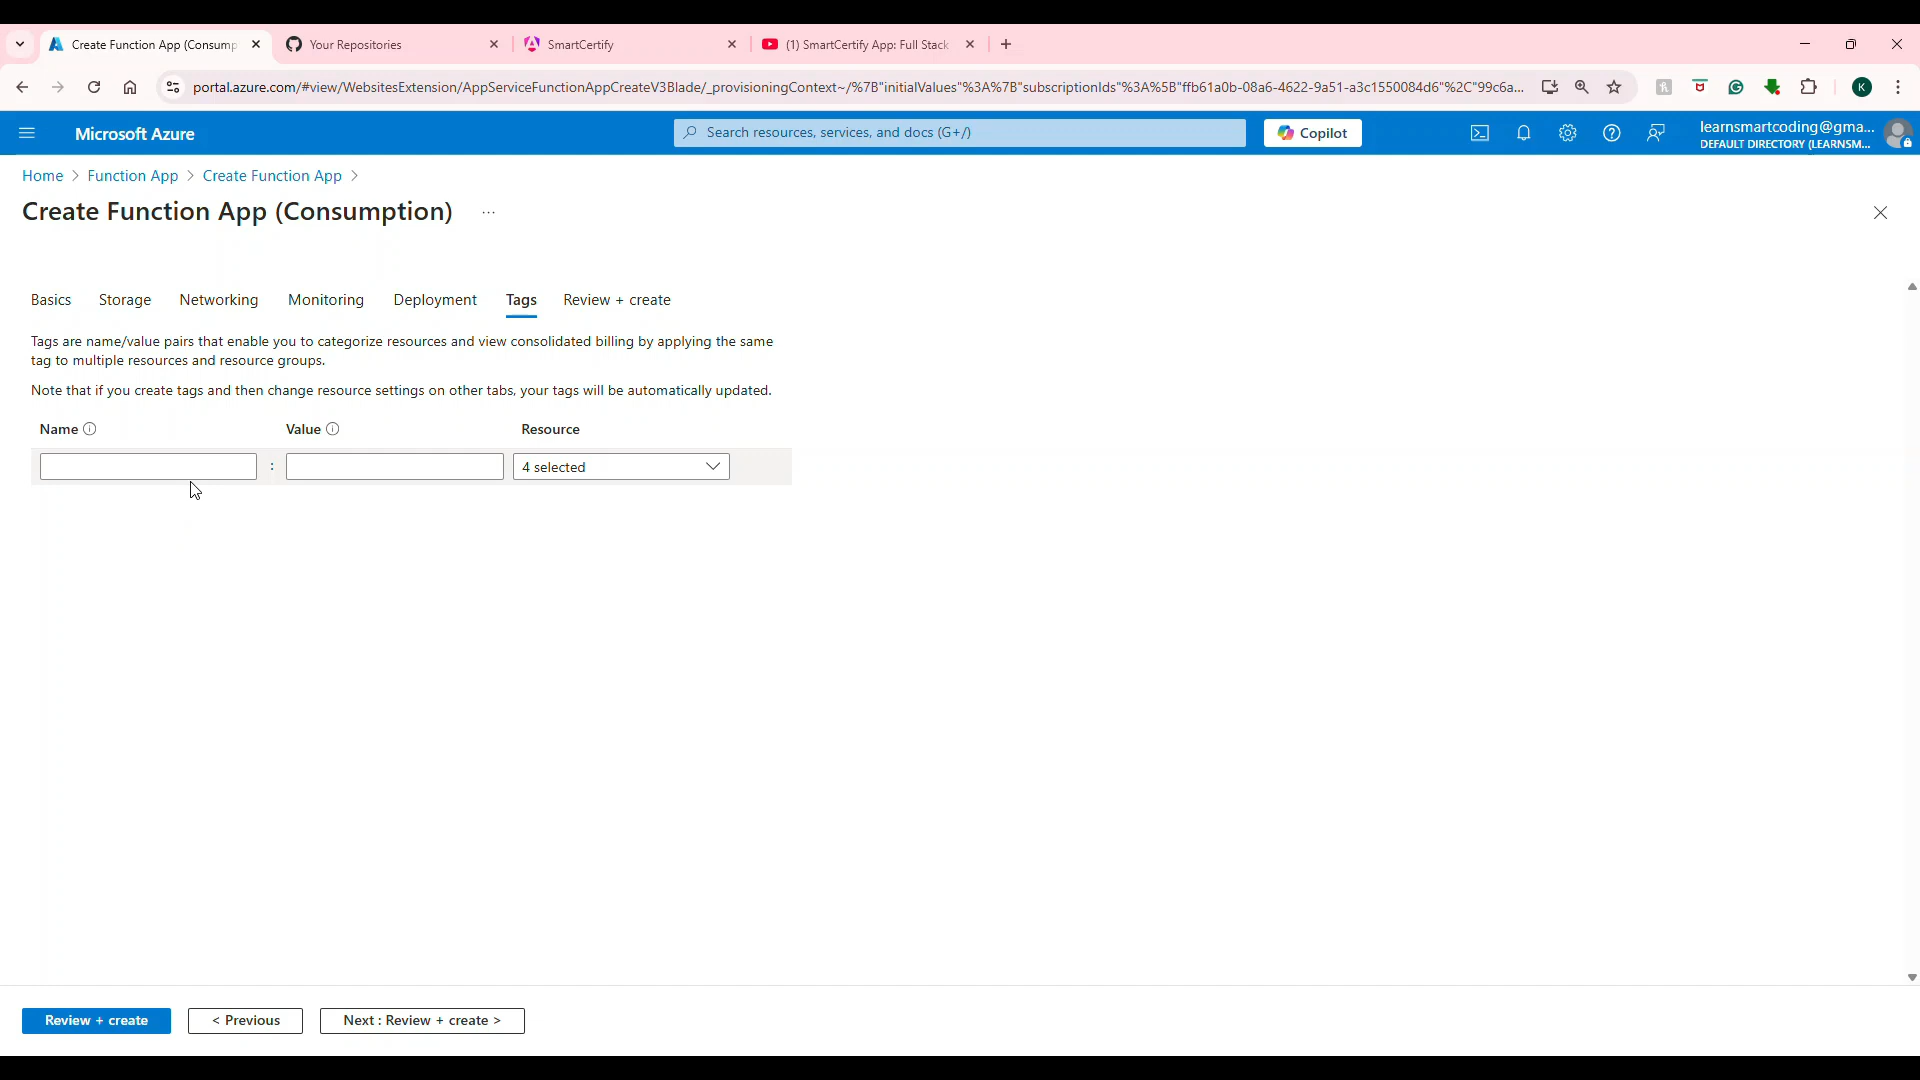 Create Function App (Consump
Your Repositories
SmartCertify
(1) SmartCertify App: Full Stack
portal.azure.com/#view/WebsitesExtension/AppServiceFunctionAppCreateV3Blade/_provisioningContext~/%7B"initialValues"%3A%7B"subscriptionIds"%3A%5B"ffb61a0b-08a6-4622-9a51-a3c1550084d6"%2C"99c6a...
K
Microsoft Azure
Search resources, services, and docs (G+/)
Copilot
learnsmartcoding@gma...
DEFAULT DIRECTORY (LEARNSM...
Home > Function App > Create Function App >
Create Function App (Consumption) ...
Basics Storage Networking Monitoring Deployment Tags Review + create
Tags are name/value pairs that enable you to categorize resources and view consolidated billing by applying the same
tag to multiple resources and resource groups.
Note that if you create tags and then change resource settings on other tabs, your tags will be automatically updated.
Name Value Resource
: 4 selected
Review + create < Previous Next : Review + create >